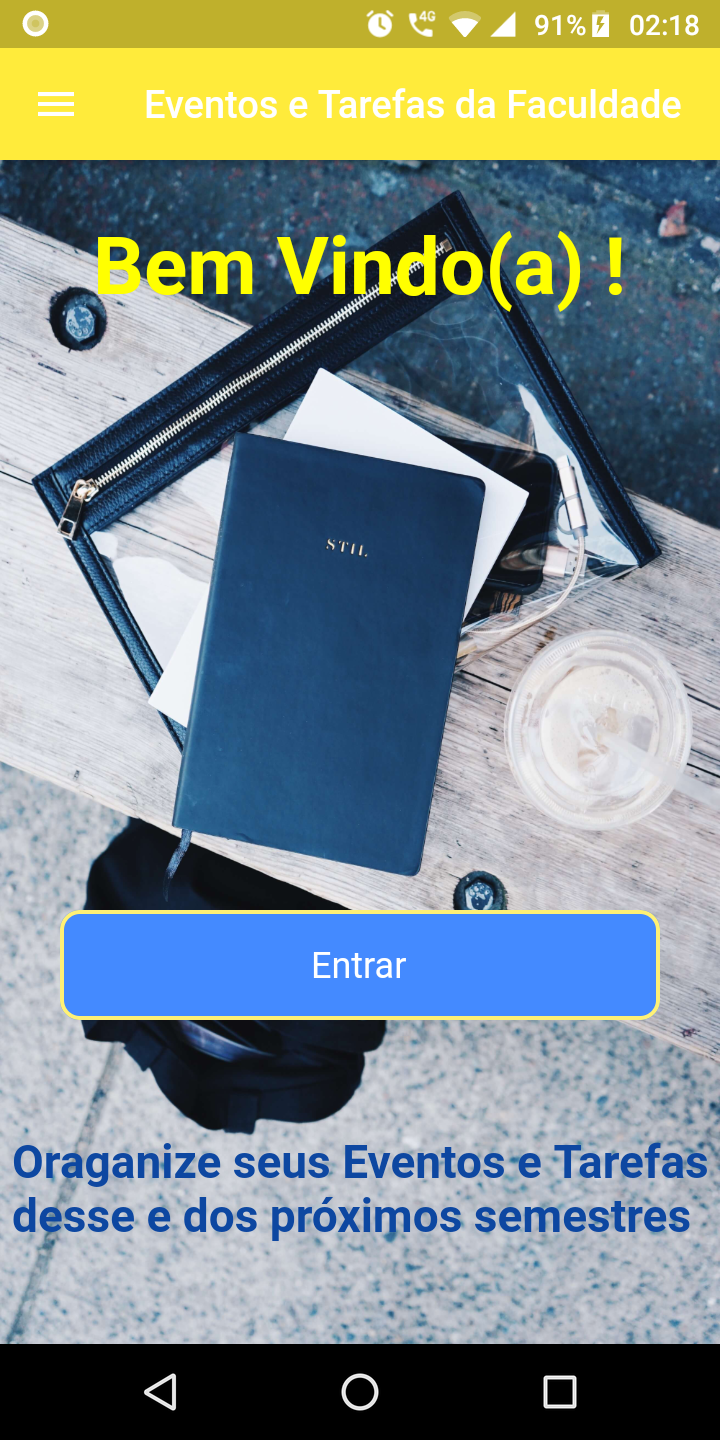 4G 91% 02:18
Eventos e Tarefas da Faculdade
Bem Vindo(a) !
STIL
Entrar
Oraganize seus Eventos e Tarefas
desse e dos próximos semestres